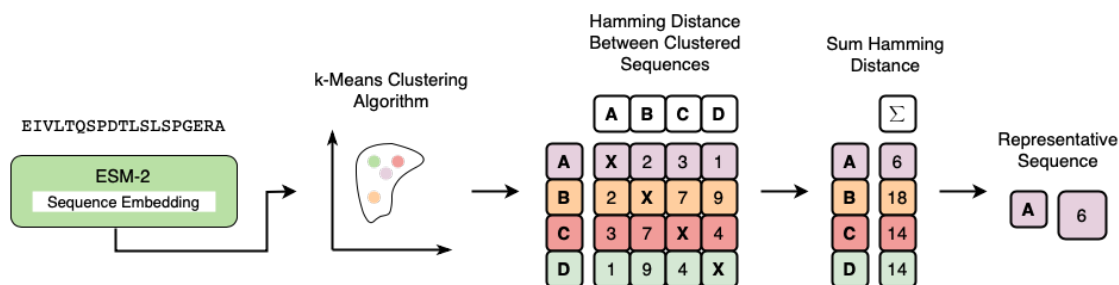 EIVLTQSPDTLSLSPGERA
ESM-2
Sequence Embedding
k-Means Clustering
Algorithm
Hamming Distance
Between Clustered
Sequences
A B C D
A X 2 3 1
B 2 X 7 9
C 3 7 X 4
D 1 9 4 X
Sum Hamming
Distance
Σ
A 6
B 18
C 14
D 14
Representative
Sequence
A 6